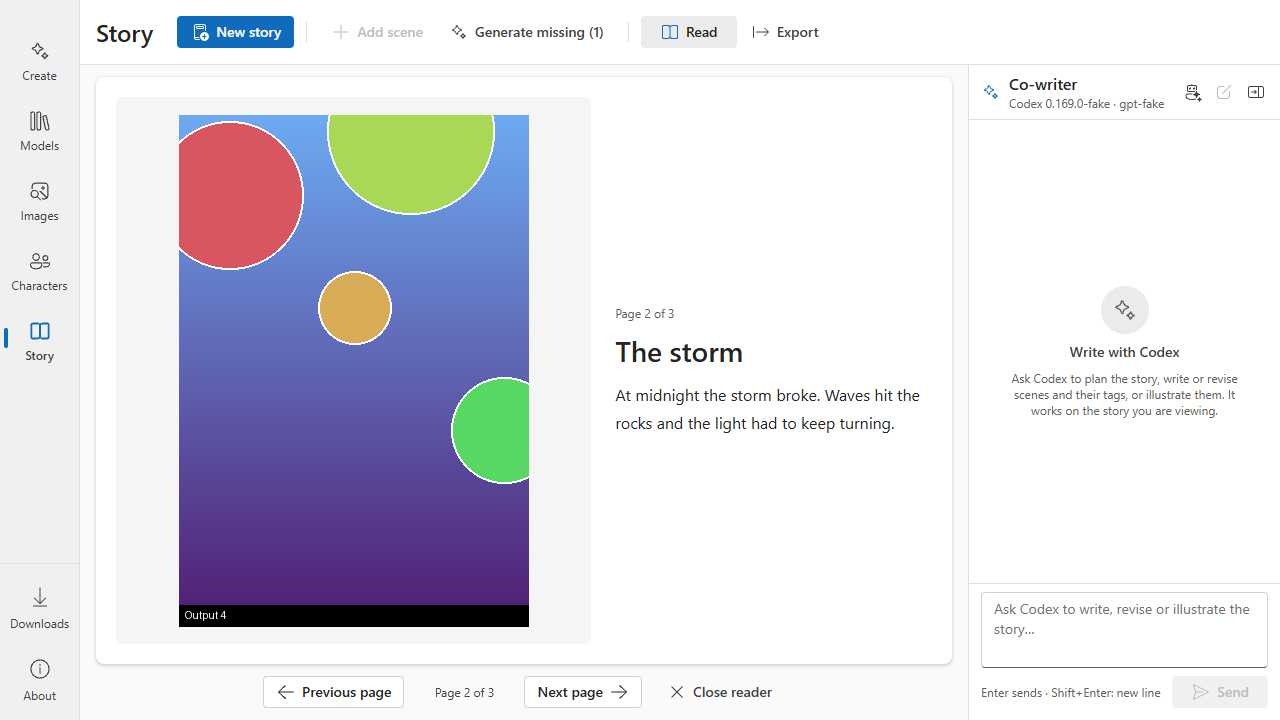 Story
New story
Add scene
Generate missing (1)
Read
Export
Create
Models
Images
Characters
Story
Downloads
About
Output 4
Page 2 of 3
The storm
At midnight the storm broke. Waves hit the
rocks and the light had to keep turning.
Previous page
Page 2 of 3
Next page
Close reader
Co-writer
Codex 0.169.0-fake · gpt-fake
Write with Codex
Ask Codex to plan the story, write or revise
scenes and their tags, or illustrate them. It
works on the story you are viewing.
Ask Codex to write, revise or illustrate the
story...
Enter sends · Shift+Enter: new line
Send